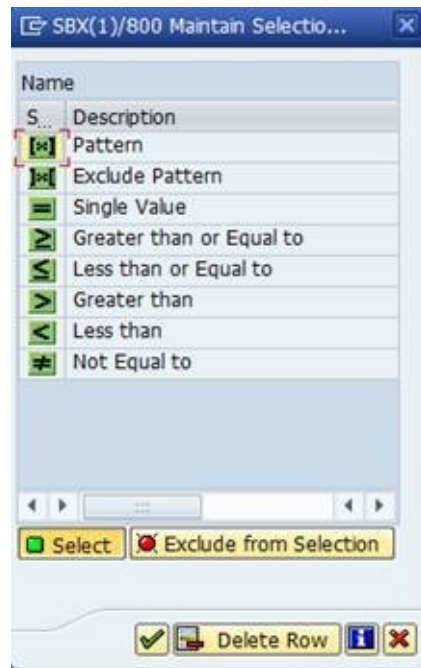 SBX(1)/800 Maintain Selectio...
Name
S... Description
[*] Pattern
]*[ Exclude Pattern
= Single Value
≥ Greater than or Equal to
≤ Less than or Equal to
> Greater than
< Less than
≠ Not Equal to
Select Exclude from Selection
Delete Row